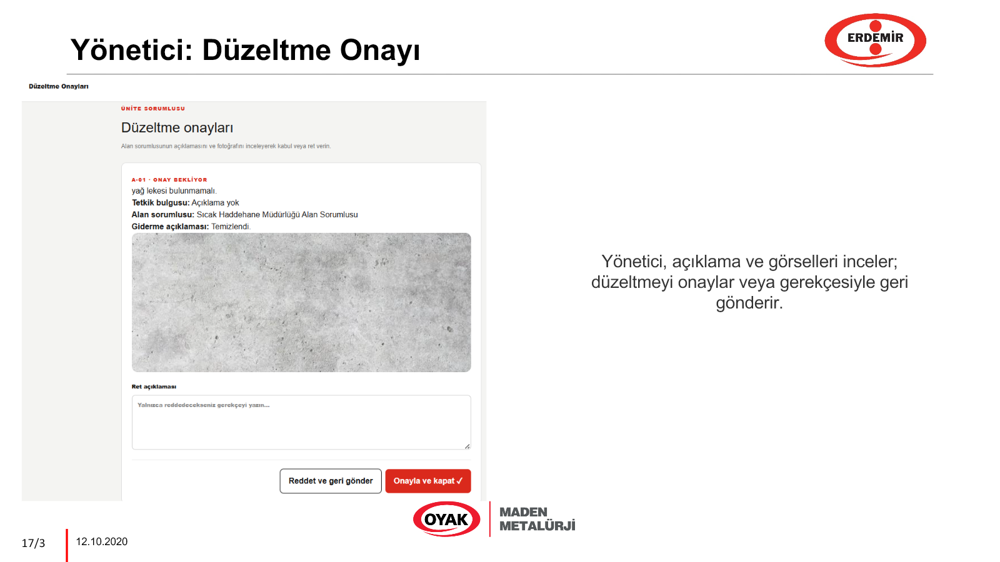 Yönetici: Düzeltme Onayı
ERDEMİR
Düzeltme Onayları
ÜNİTE SORUMLUSU
Düzeltme onayları
Alan sorumlusunun açıklamasını ve fotoğrafını inceleyerek kabul veya ret verin.
A-01 · ONAY BEKLİYOR
yağ lekesi bulunmamalı.
Tetkik bulgusu: Açıklama yok
Alan sorumlusu: Sıcak Haddehane Müdürlüğü Alan Sorumlusu
Giderme açıklaması: Temizlendi.
Ret açıklaması
Yalnızca reddedecekseniz gerekçeyi yazın...
Reddet ve geri gönder
Onayla ve kapat ✓
Yönetici, açıklama ve görselleri inceler;
düzeltmeyi onaylar veya gerekçesiyle geri
gönderir.
OYAK
MADEN
METALÜRJİ
17/3
12.10.2020